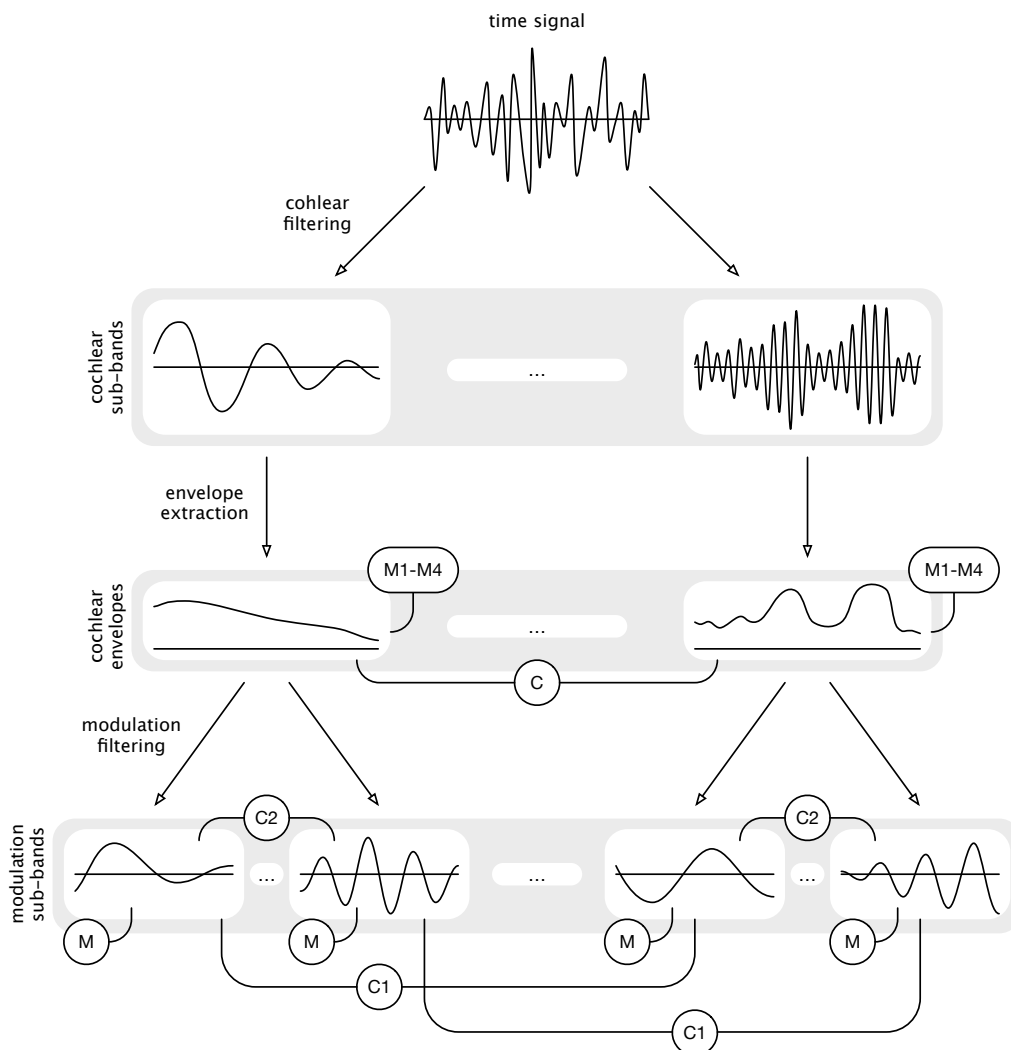 time signal
cohlear
filtering
cochlear
sub-bands
...
envelope
extraction
M1-M4
M1-M4
cochlear
envelopes
...
C
modulation
filtering
C2
C2
modulation
sub-bands
...
...
...
M
M
M
M
C1
C1